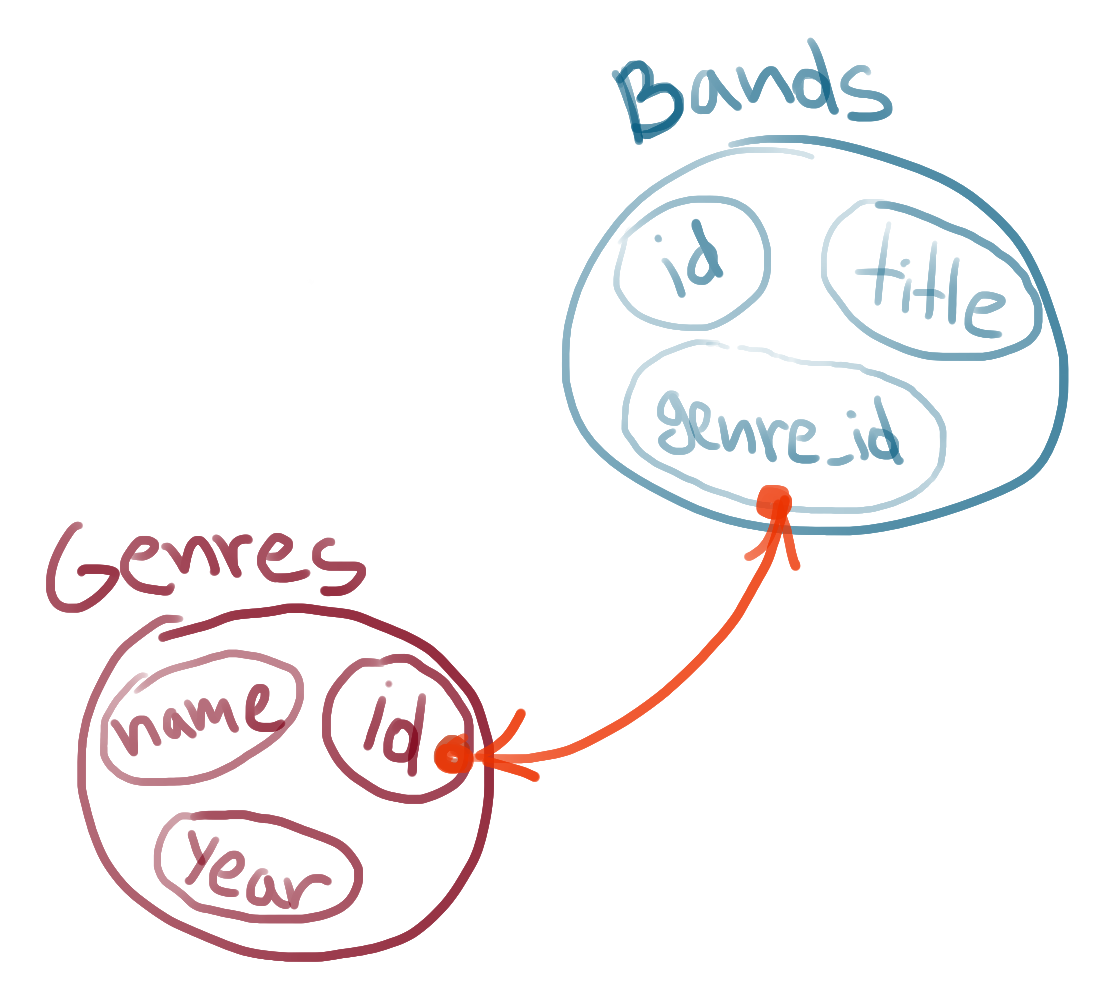 Bands
id
title
genre_id
Genres
name
id
year